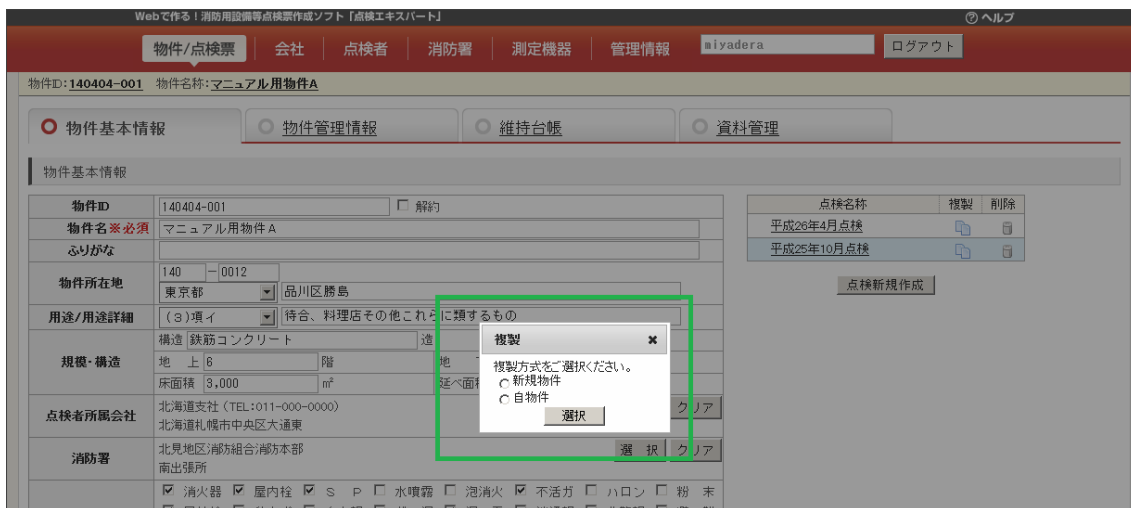 Webで作る！消防用設備等点検票作成ソフト「点検エキスパート」 ヘルプ
物件/点検票 会社 点検者 消防署 測定機器 管理情報 miyadera ログアウト
物件ID:140404-001 物件名称:マニュアル用物件A
物件基本情報 物件管理情報 維持台帳 資料管理
物件基本情報
物件ID 140404-001 解約
物件名※必須 マニュアル用物件A
ふりがな
物件所在地 140 －0012
東京都 品川区勝島
用途/用途詳細 (3)項イ 待合、料理店その他これらに類するもの
規模・構造 構造 鉄筋コンクリート 造
地 上 6 階 地
床面積 3,000 ㎡ 延べ面積
点検者所属会社 北海道支社 (TEL:011-000-0000) クリア
北海道札幌市中央区大通東
消防署 北見地区消防組合消防本部 選 択 クリア
南出張所
消火器 屋内栓 S P 水噴霧 泡消火 不活ガ ハロン 粉 末
点検名称 複製 削除
平成26年4月点検
平成25年10月点検
点検新規作成
複製 ×
複製方式をご選択ください。
新規物件
自物件
選択